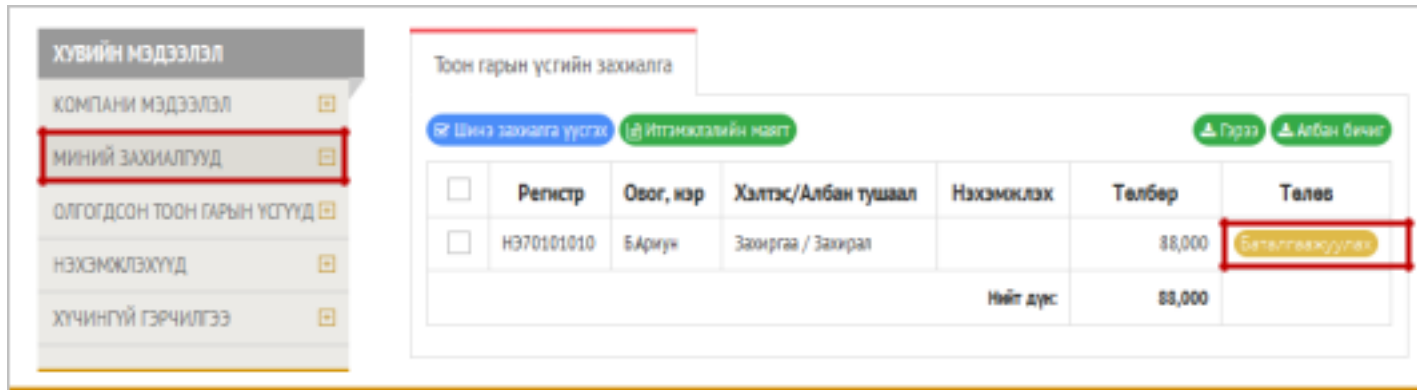 ХУВИЙН МЭДЭЭЛЭЛ
КОМПАНИ МЭДЭЭЛЭЛ
МИНИЙ ЗАХИАЛГУУД
ОЛГОГДСОН ТООН ГАРЫН ҮСГҮҮД
НЭХЭМЖЛЭХҮҮД
ХҮЧИНГҮЙ ГЭРЧИЛГЭЭ
Тоон гарын үсгийн захиалга
Шинэ захиалга үүсгэх Итгэмжлэлийн маягт Гэрээ Албан бичиг
Регистр Овог, нэр Хэлтэс/Албан тушаал Нэхэмжлэх Төлбөр Төлөв
НЭ70101010 Б.Ариун Захиргаа / Захирал 88,000 Баталгаажуулах
Нийт дүн: 88,000